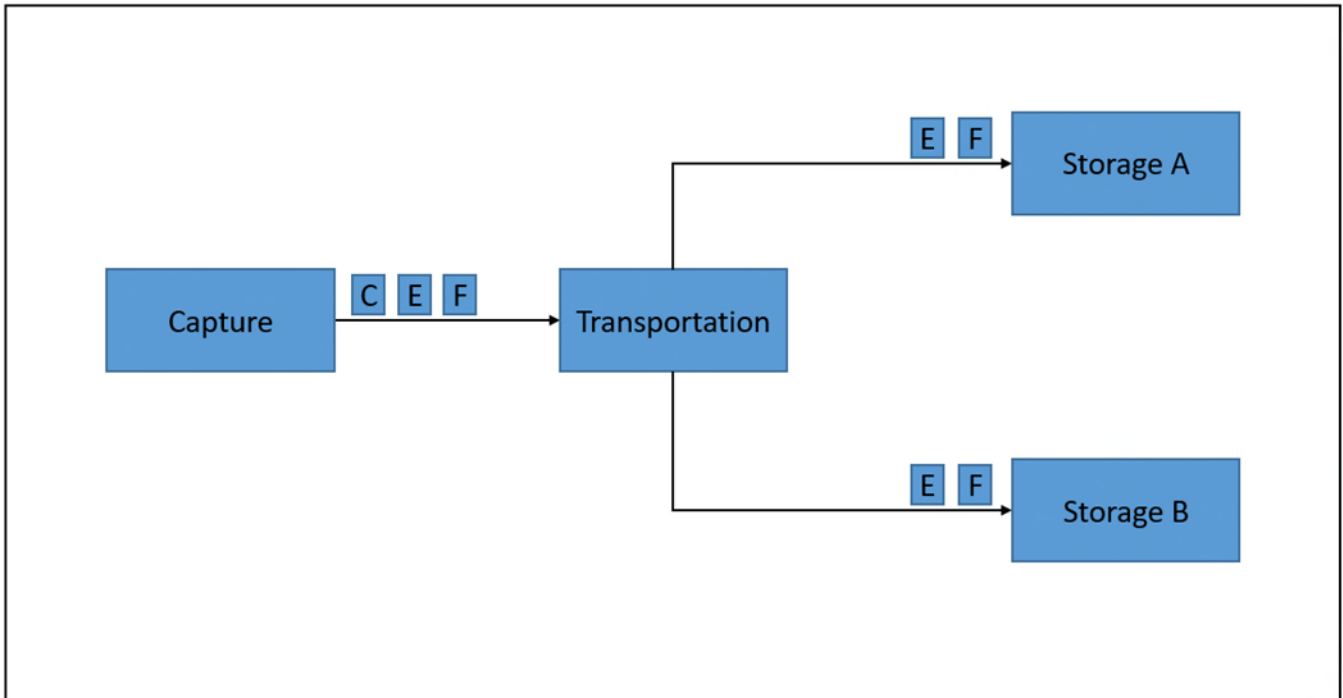 E F
Storage A
C E F
Capture
Transportation
E F
Storage B